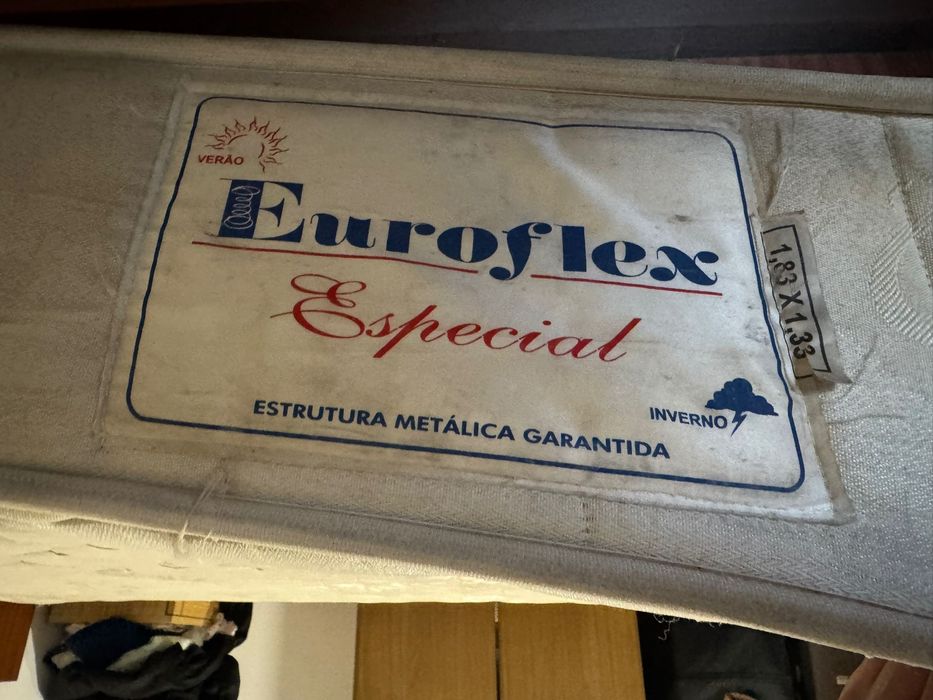 VERÃO
Euroflex
Especial
1,83 X 1,33
INVERNO
ESTRUTURA METÁLICA GARANTIDA